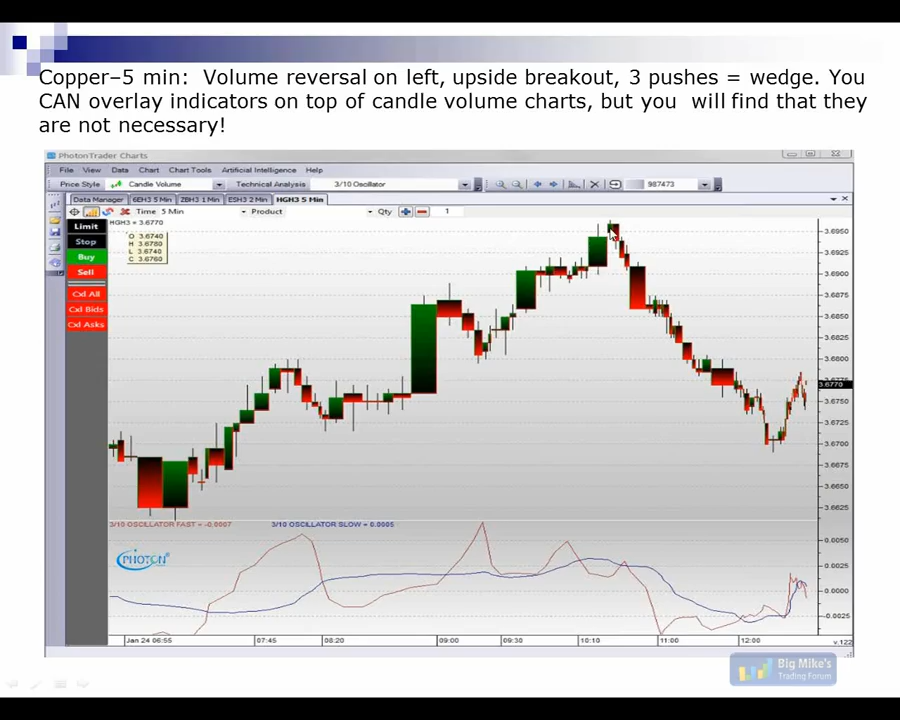 Copper–5 min:  Volume reversal on left, upside breakout, 3 pushes = wedge. You
CAN overlay indicators on top of candle volume charts, but you  will find that they
are not necessary!
PhotonTrader Charts
File View Data Chart Chart Tools Artificial Intelligence Help
Price Style Candle Volume Technical Analysis 3/10 Oscillator 987473
Data Manager 6EH3 5 Min ZBH3 1 Min ESH3 2 Min HGH3 5 Min
Time 5 Min Product Qty 1
HGH3 = 3.6770
Limit
Stop
Buy
Sell
Cxl All
Cxl Bids
Cxl Asks
O 3.6740
H 3.6780
L 3.6740
C 3.6760
3.6950
3.6925
3.6900
3.6875
3.6850
3.6825
3.6800
3.6770
3.6750
3.6725
3.6700
3.6675
3.6650
3.6625
3/10 OSCILLATOR FAST = -0.0007 3/10 OSCILLATOR SLOW = 0.0005
0.0050
0.0025
0.0000
-0.0025
PHOTON
Jan 24 06:55 07:45 08:20 09:00 09:30 10:10 11:00 12:00 v.122
Big Mike's
Trading Forum